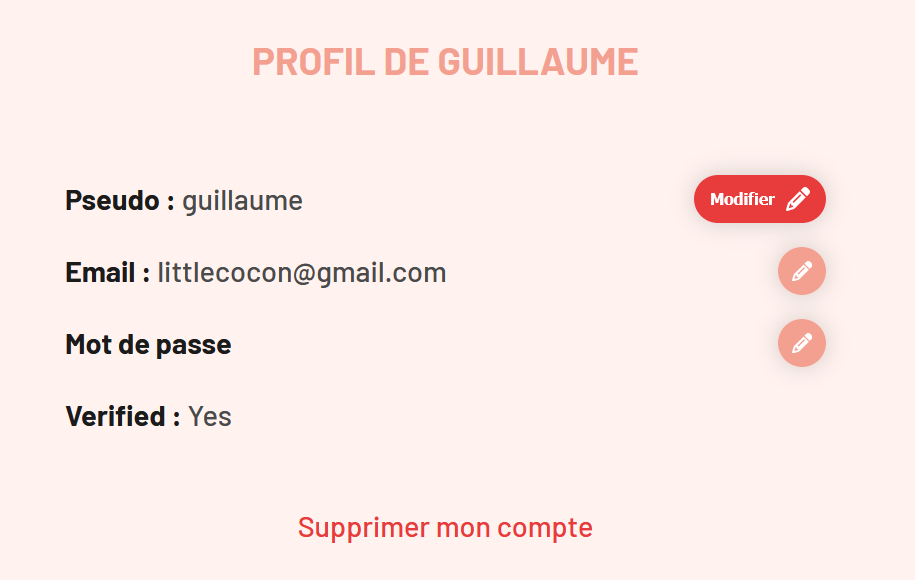 PROFIL DE GUILLAUME
Pseudo : guillaume
Modifier
Email : littlecocon@gmail.com
Mot de passe
Verified : Yes
Supprimer mon compte